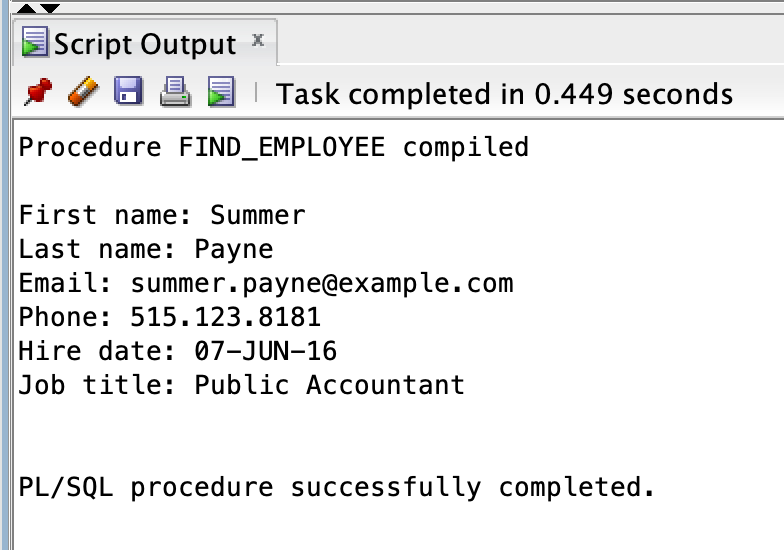 Script Output x
Task completed in 0.449 seconds
Procedure FIND_EMPLOYEE compiled
First name: Summer
Last name: Payne
Email: summer.payne@example.com
Phone: 515.123.8181
Hire date: 07-JUN-16
Job title: Public Accountant
PL/SQL procedure successfully completed.